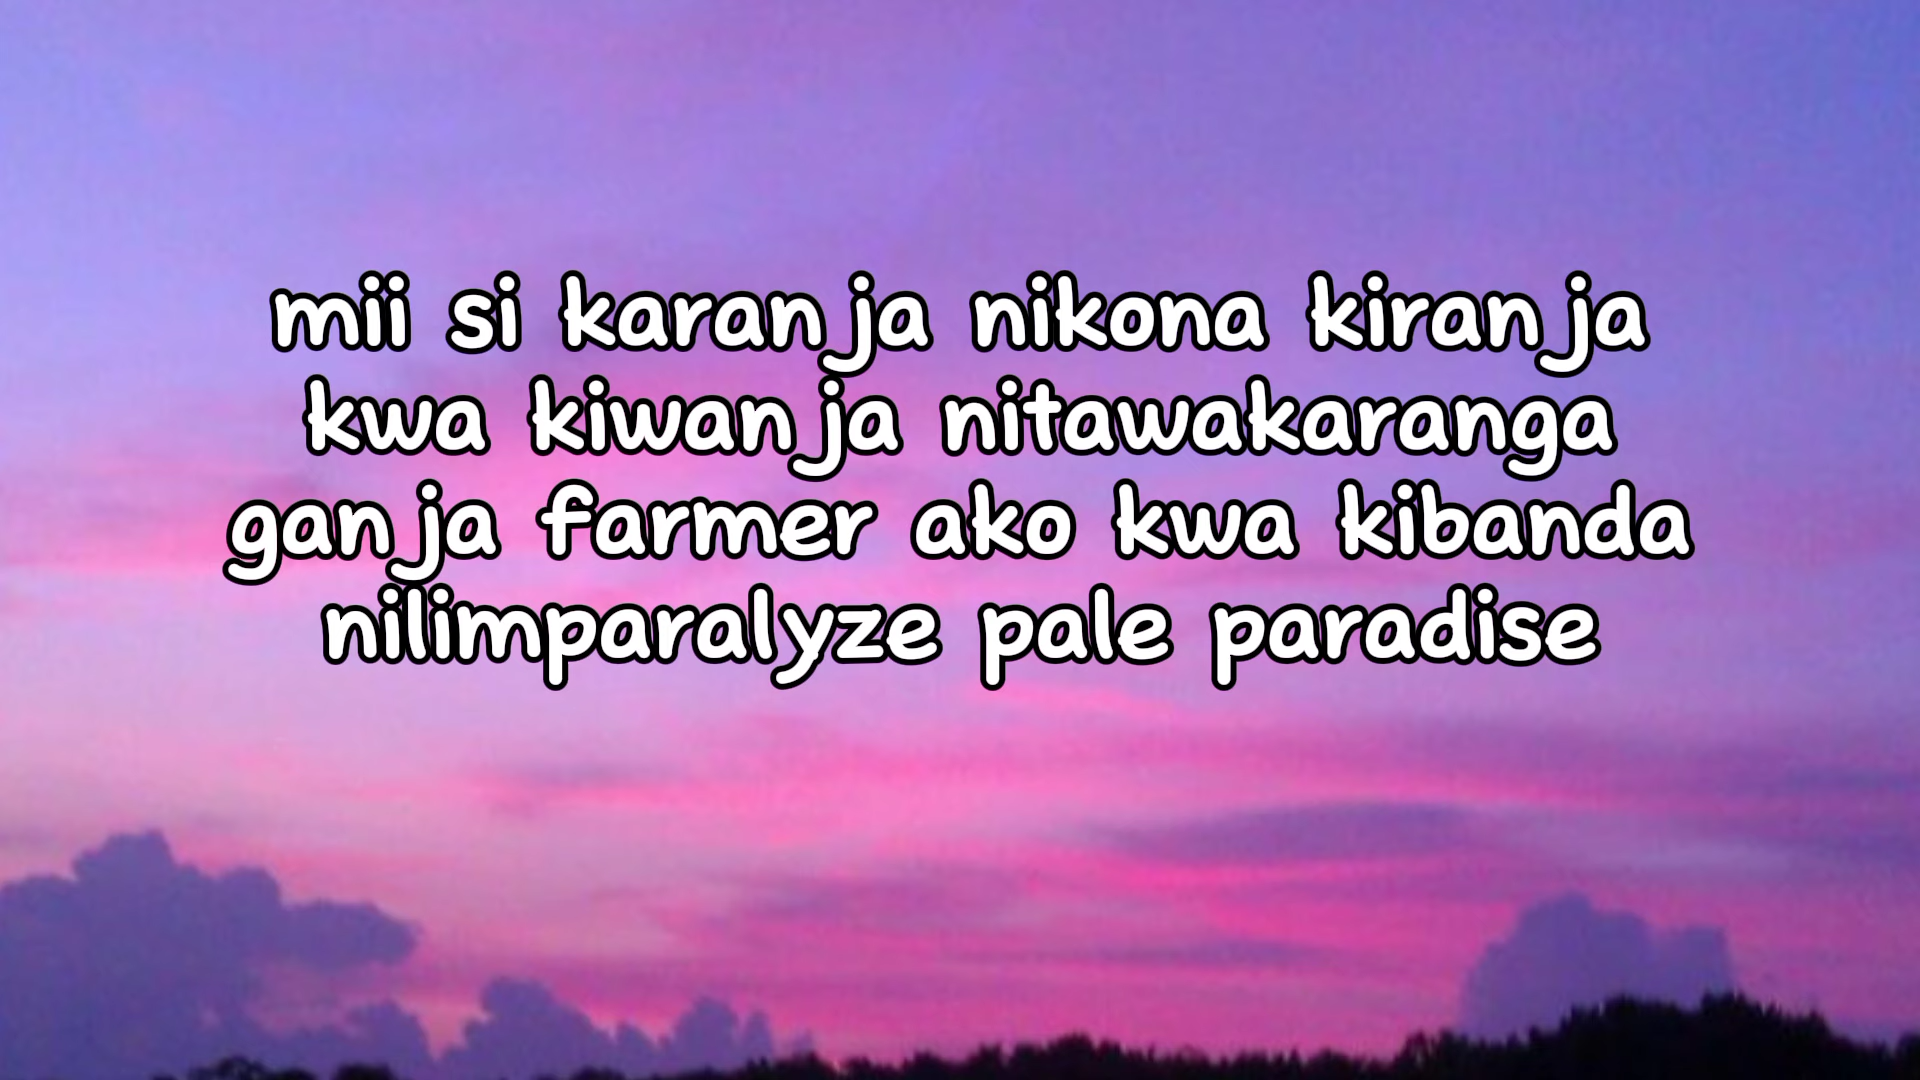 mii si karanja nikona kiranja
kwa kiwanja nitawakaranga
ganja farmer ako kwa kibanda
nilimparalyze pale paradise